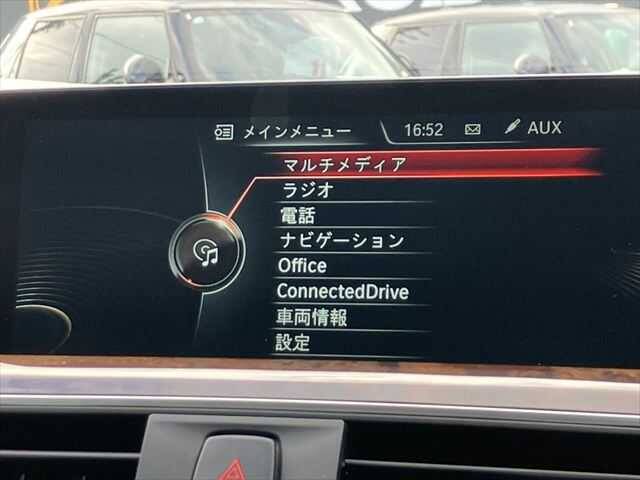 メインメニュー 16:52 AUX
マルチメディア
ラジオ
電話
ナビゲーション
Office
ConnectedDrive
車両情報
設定